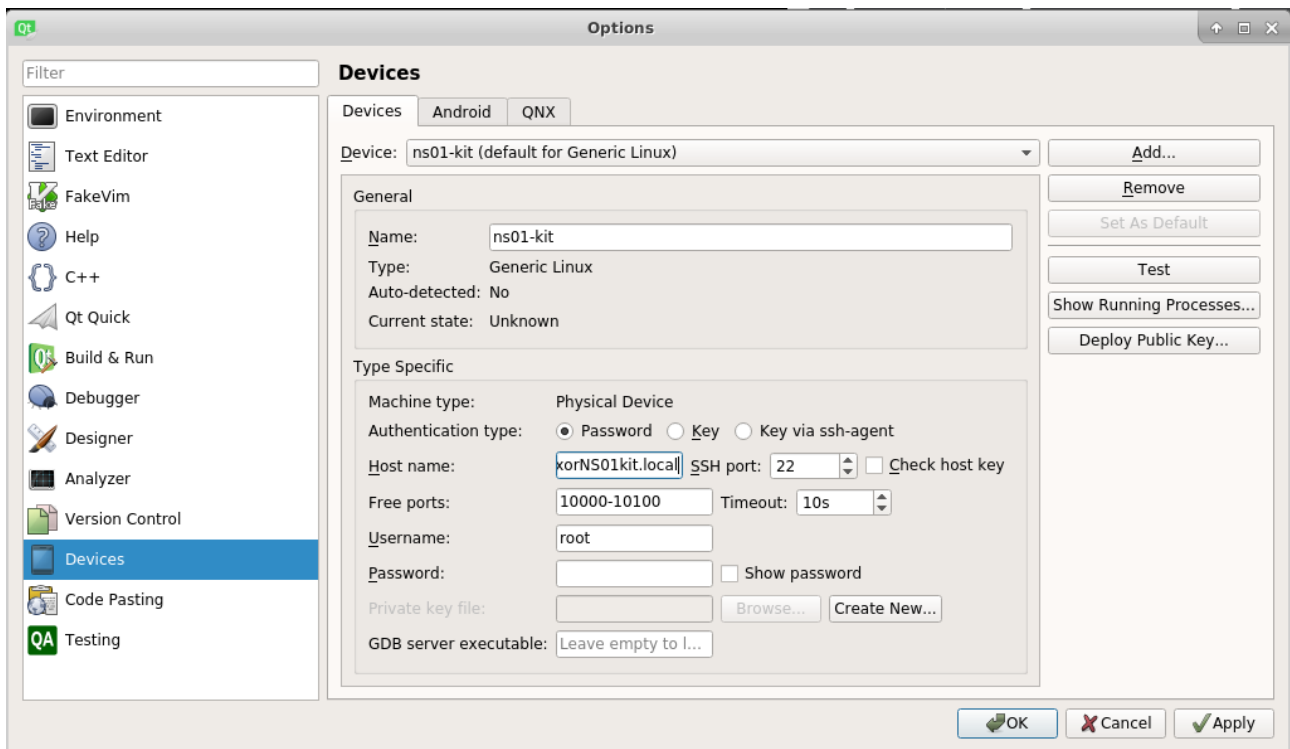 Options
Filter
Environment
Text Editor
FakeVim
Help
C++
Qt Quick
Build & Run
Debugger
Designer
Analyzer
Version Control
Devices
Code Pasting
QA Testing
Devices
Devices Android QNX
Device: ns01-kit (default for Generic Linux)
General
Name: ns01-kit
Type: Generic Linux
Auto-detected: No
Current state: Unknown
Type Specific
Machine type: Physical Device
Authentication type: Password Key Key via ssh-agent
Host name: xorNS01kit.local SSH port: 22 Check host key
Free ports: 10000-10100 Timeout: 10s
Username: root
Password: Show password
Private key file: Browse... Create New...
GDB server executable: Leave empty to l...
Add...
Remove
Set As Default
Test
Show Running Processes...
Deploy Public Key...
OK Cancel Apply